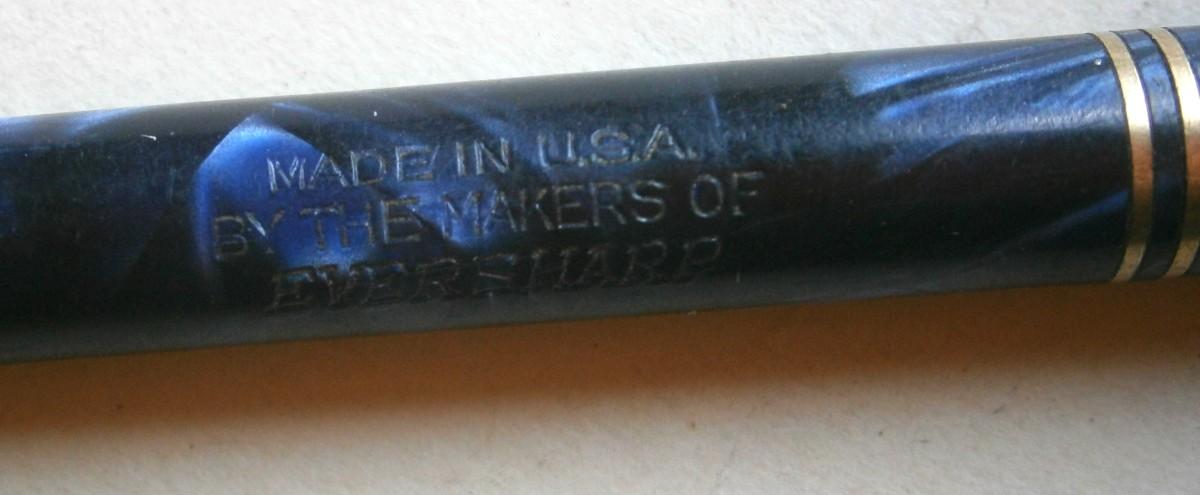 MADE IN U.S.A.
BY THE MAKERS OF
EVERSHARP